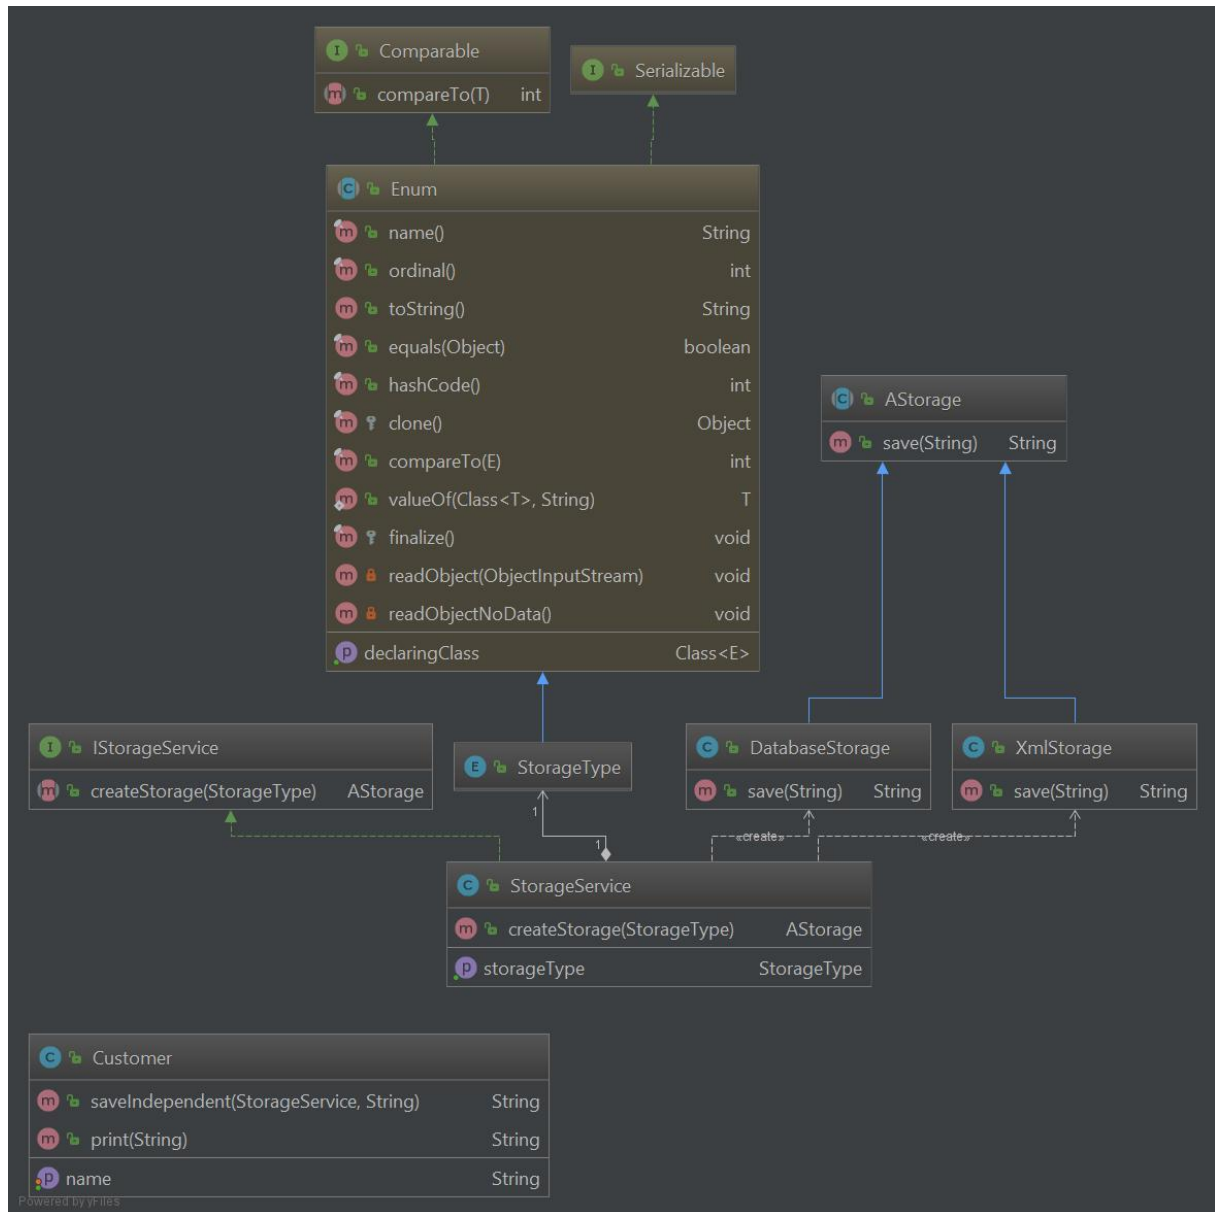 Comparable
compareTo(T) int
Serializable
Enum
name() String
ordinal() int
toString() String
equals(Object) boolean
hashCode() int
clone() Object
compareTo(E) int
valueOf(Class<T>, String) T
finalize() void
readObject(ObjectInputStream) void
readObjectNoData() void
declaringClass Class<E>
AStorage
save(String) String
IStorageService
createStorage(StorageType) AStorage
StorageType
DatabaseStorage
save(String) String
XmlStorage
save(String) String
1
1
«create»
«create»
StorageService
createStorage(StorageType) AStorage
storageType StorageType
Customer
saveIndependent(StorageService, String) String
print(String) String
name String
Powered by yFiles